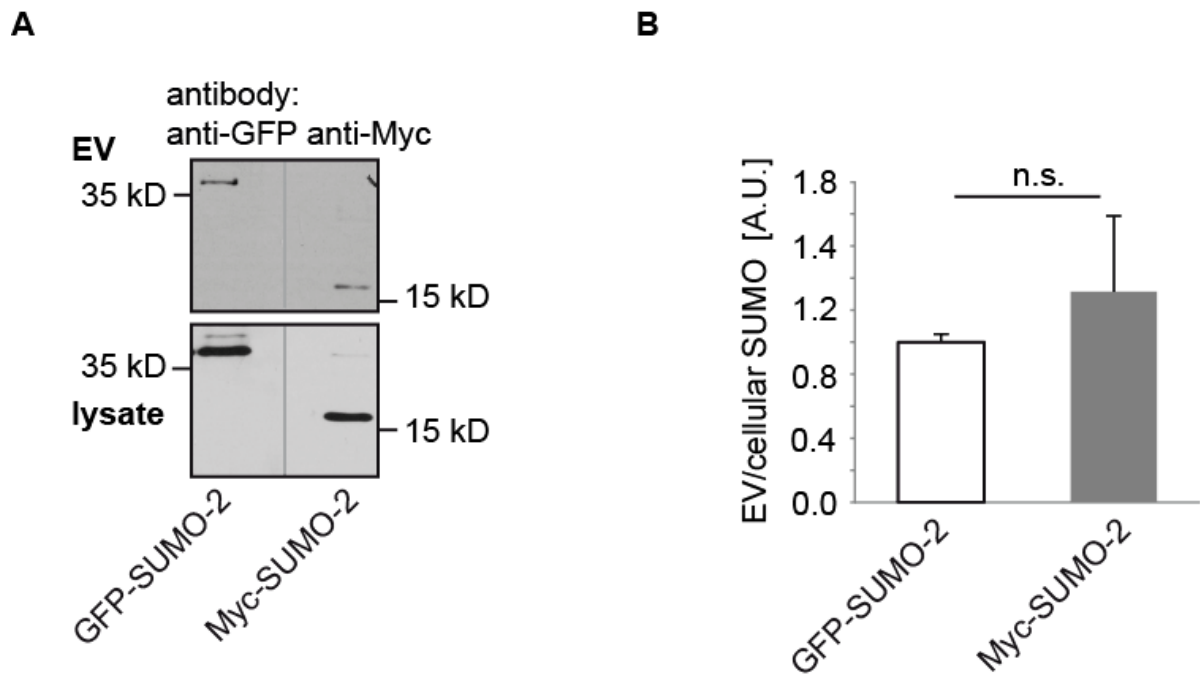 A
antibody:
anti-GFP anti-Myc
EV
35 kD
15 kD
35 kD
lysate
15 kD
GFP-SUMO-2
Myc-SUMO-2
B
n.s.
EV/cellular SUMO [A.U.]
1.8
1.4
1.2
0.8
0.4
0.0
GFP-SUMO-2
Myc-SUMO-2